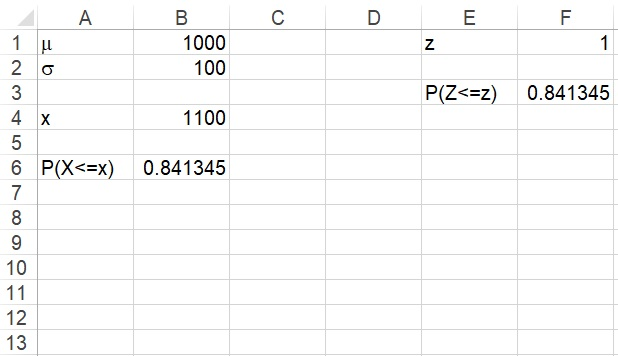 A B C D E F
1 μ 1000 z 1
2 σ 100
3 P(Z<=z) 0.841345
4 x 1100
5
6 P(X<=x) 0.841345
7
8
9
10
11
12
13